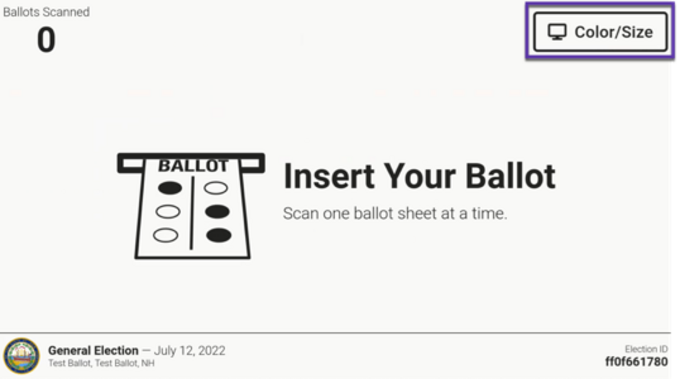 Ballots Scanned
0
Color/Size
BALLOT
Insert Your Ballot
Scan one ballot sheet at a time.
General Election — July 12, 2022
Test Ballot, Test Ballot, NH
Election ID
ff0f661780